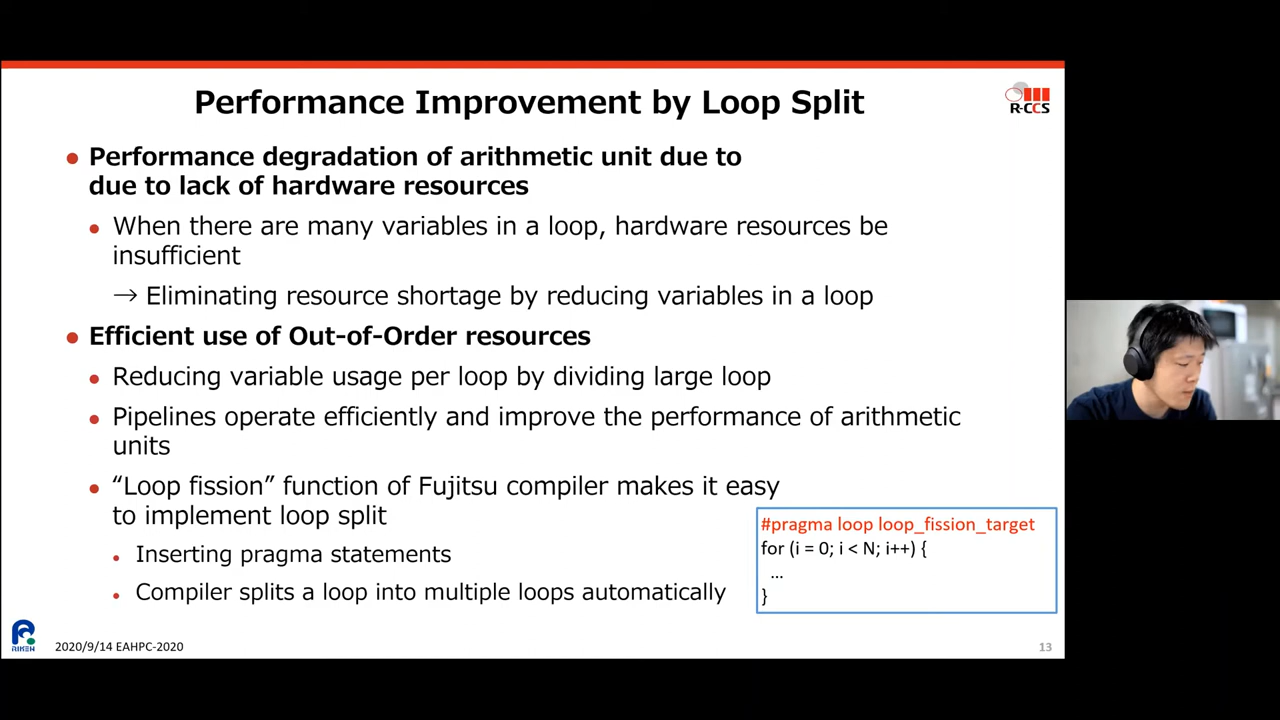 Performance Improvement by Loop Split
R-CCS
● Performance degradation of arithmetic unit due to
due to lack of hardware resources
● When there are many variables in a loop, hardware resources be
insufficient
→ Eliminating resource shortage by reducing variables in a loop
● Efficient use of Out-of-Order resources
● Reducing variable usage per loop by dividing large loop
● Pipelines operate efficiently and improve the performance of arithmetic
units
● “Loop fission” function of Fujitsu compiler makes it easy
to implement loop split
● Inserting pragma statements
● Compiler splits a loop into multiple loops automatically
#pragma loop loop_fission_target
for (i = 0; i < N; i++) {
...
}
RIKEN
2020/9/14 EAHPC-2020
13